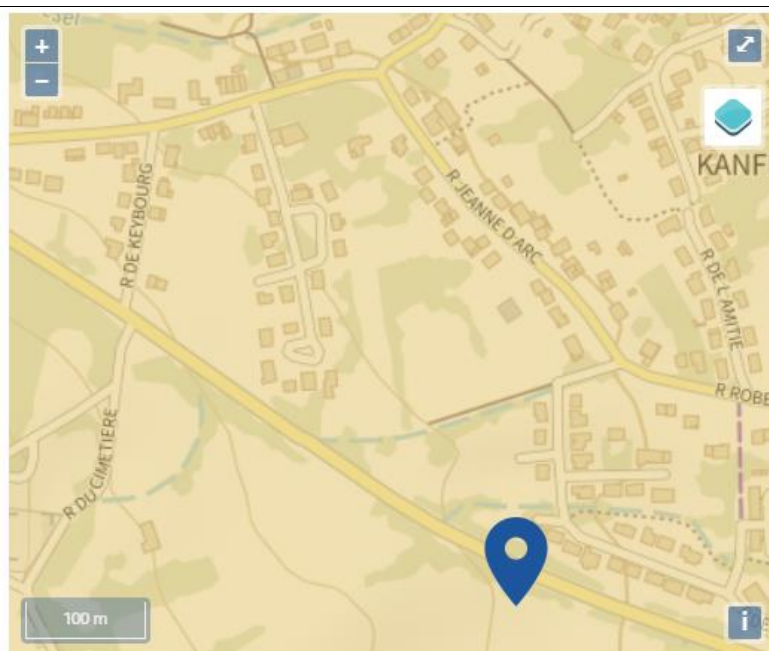 +
−
KANF
R DE KEYBOURG
R JEANNE D'ARC
R DE L AMITIE
R ROBE
R DU CIMETIERE
100 m
i